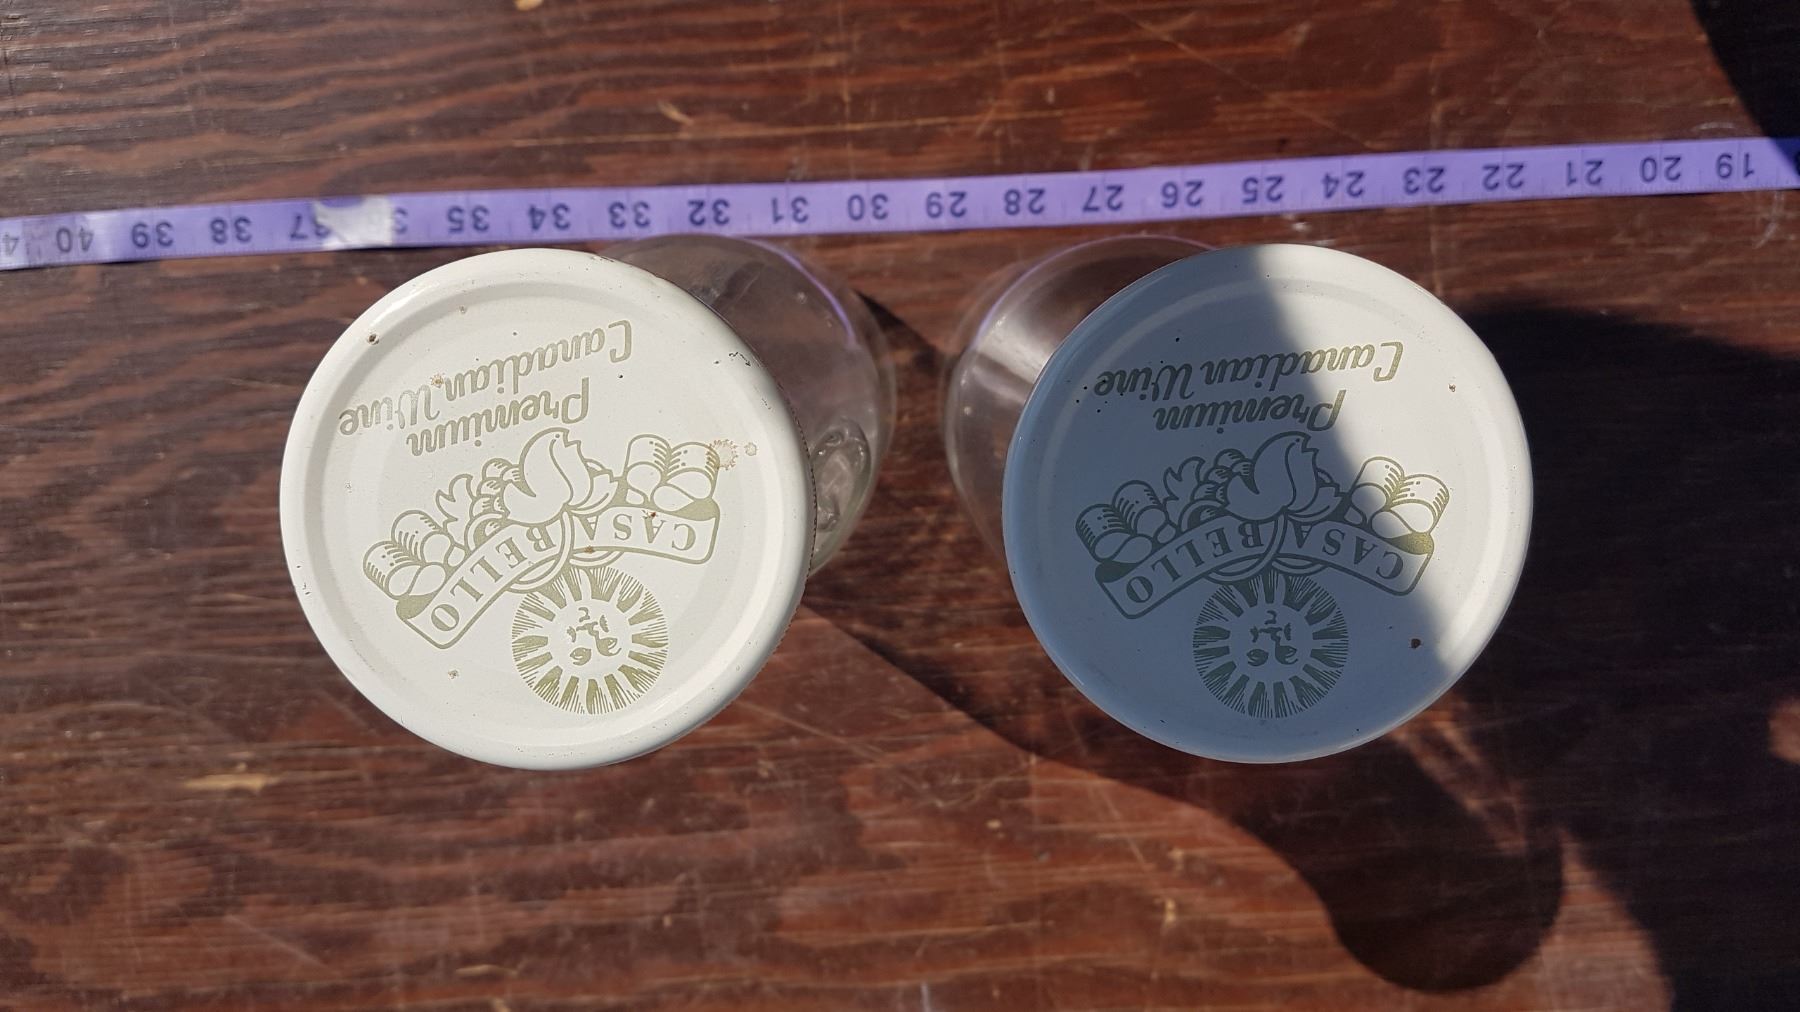 CASA BELLO
Premium
Canadian Wine
CASA BELLO
Premium
Canadian Wine
19 20 21 22 23 24 25 26 27 28 29 30 31 32 33 34 35 37 38 39 40